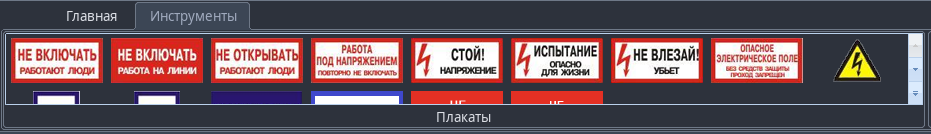 Главная
Инструменты
НЕ ВКЛЮЧАТЬ
РАБОТАЮТ ЛЮДИ
НЕ ВКЛЮЧАТЬ
РАБОТА НА ЛИНИИ
НЕ ОТКРЫВАТЬ
РАБОТАЮТ ЛЮДИ
РАБОТА
ПОД НАПРЯЖЕНИЕМ
ПОВТОРНО НЕ ВКЛЮЧАТЬ
СТОЙ!
НАПРЯЖЕНИЕ
ИСПЫТАНИЕ
ОПАСНО
ДЛЯ ЖИЗНИ
НЕ ВЛЕЗАЙ!
УБЬЕТ
ОПАСНОЕ
ЭЛЕКТРИЧЕСКОЕ ПОЛЕ
БЕЗ СРЕДСТВ ЗАЩИТЫ
ПРОХОД ЗАПРЕЩЕН
НЕ
НЕ
Плакаты